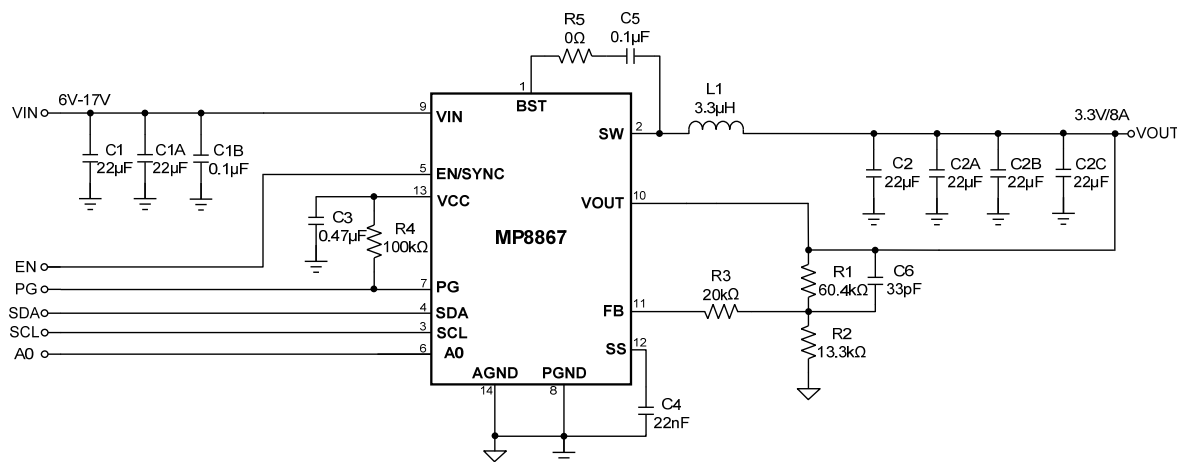 R5
0Ω
C5
0.1µF
1
BST
VIN
6V-17V
9
VIN
C1
22µF
C1A
22µF
C1B
0.1µF
SW
2
L1
3.3µH
3.3V/8A
VOUT
C2
22µF
C2A
22µF
C2B
22µF
C2C
22µF
5
EN/SYNC
13
VCC
C3
0.47µF
R4
100kΩ
VOUT
10
MP8867
EN
PG
7
PG
SDA
4
SDA
SCL
3
SCL
A0
6
A0
R3
20kΩ
R1
60.4kΩ
C6
33pF
FB
11
R2
13.3kΩ
SS
12
AGND
PGND
14
8
C4
22nF